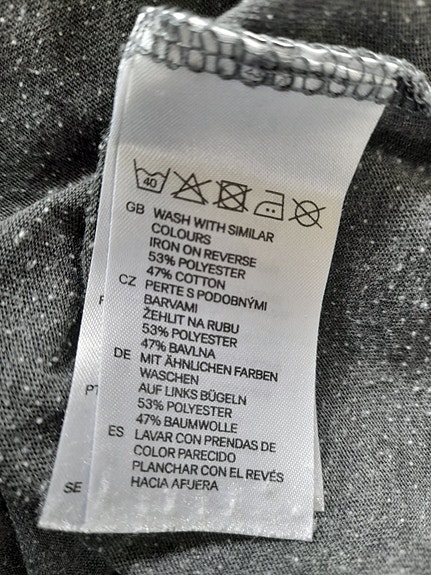 40
GB WASH WITH SIMILAR
COLOURS
IRON ON REVERSE
53% POLYESTER
47% COTTON
CZ PERTE S PODOBNÝMI
BARVAMI
ŽEHLIT NA RUBU
53% POLYESTER
47% BAVLNA
DE MIT ÄHNLICHEN FARBEN
WASCHEN
AUF LINKS BÜGELN
53% POLYESTER
47% BAUMWOLLE
ES LAVAR CON PRENDAS DE
COLOR PARECIDO
PLANCHAR CON EL REVÉS
HACIA AFUERA
PT
SE